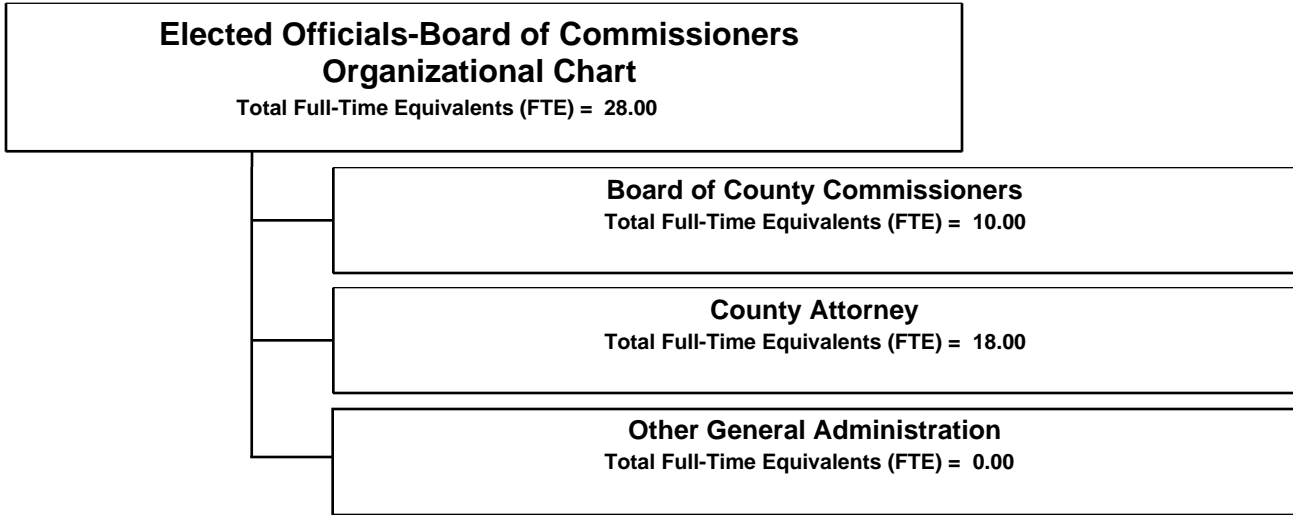 Elected Officials-Board of Commissioners
Organizational Chart
Total Full-Time Equivalents (FTE) = 28.00
Board of County Commissioners
Total Full-Time Equivalents (FTE) = 10.00
County Attorney
Total Full-Time Equivalents (FTE) = 18.00
Other General Administration
Total Full-Time Equivalents (FTE) = 0.00